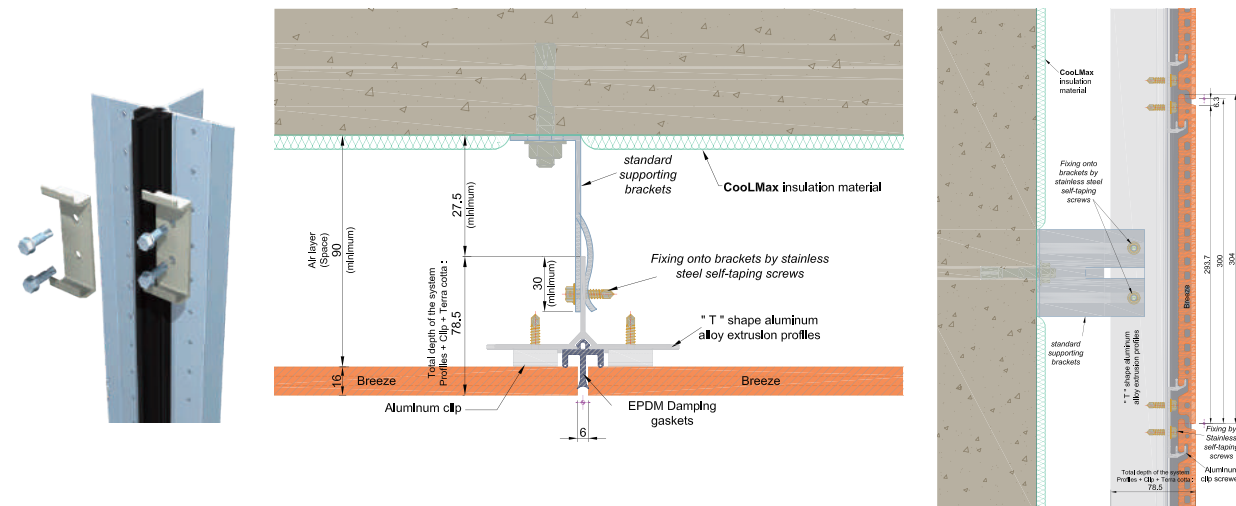 Air layer
(Space)
90
(minimum)
16
27.5
(minimum)
Total depth of the system
Profiles + Clip + Terra cotta :
78.5
30
(minimum)
standard
supporting
brackets
CooLMax insulation material
Fixing onto brackets by stainless
steel self-taping screws
" T " shape aluminum
alloy extrusion profiles
Breeze
Breeze
Aluminum clip
EPDM Damping
gaskets
6
CooLMax
insulation
material
Fixing onto
brackets by
stainless steel
self-taping
screws
standard
supporting
brackets
" T " shape aluminum
alloy extrusion profiles
Breeze
6.3
293.7
300
304
Fixing by
Stainless
self-taping
screws
Aluminum
clip screwe
Total depth of the system
Profiles + Clip + Terra cotta :
78.5